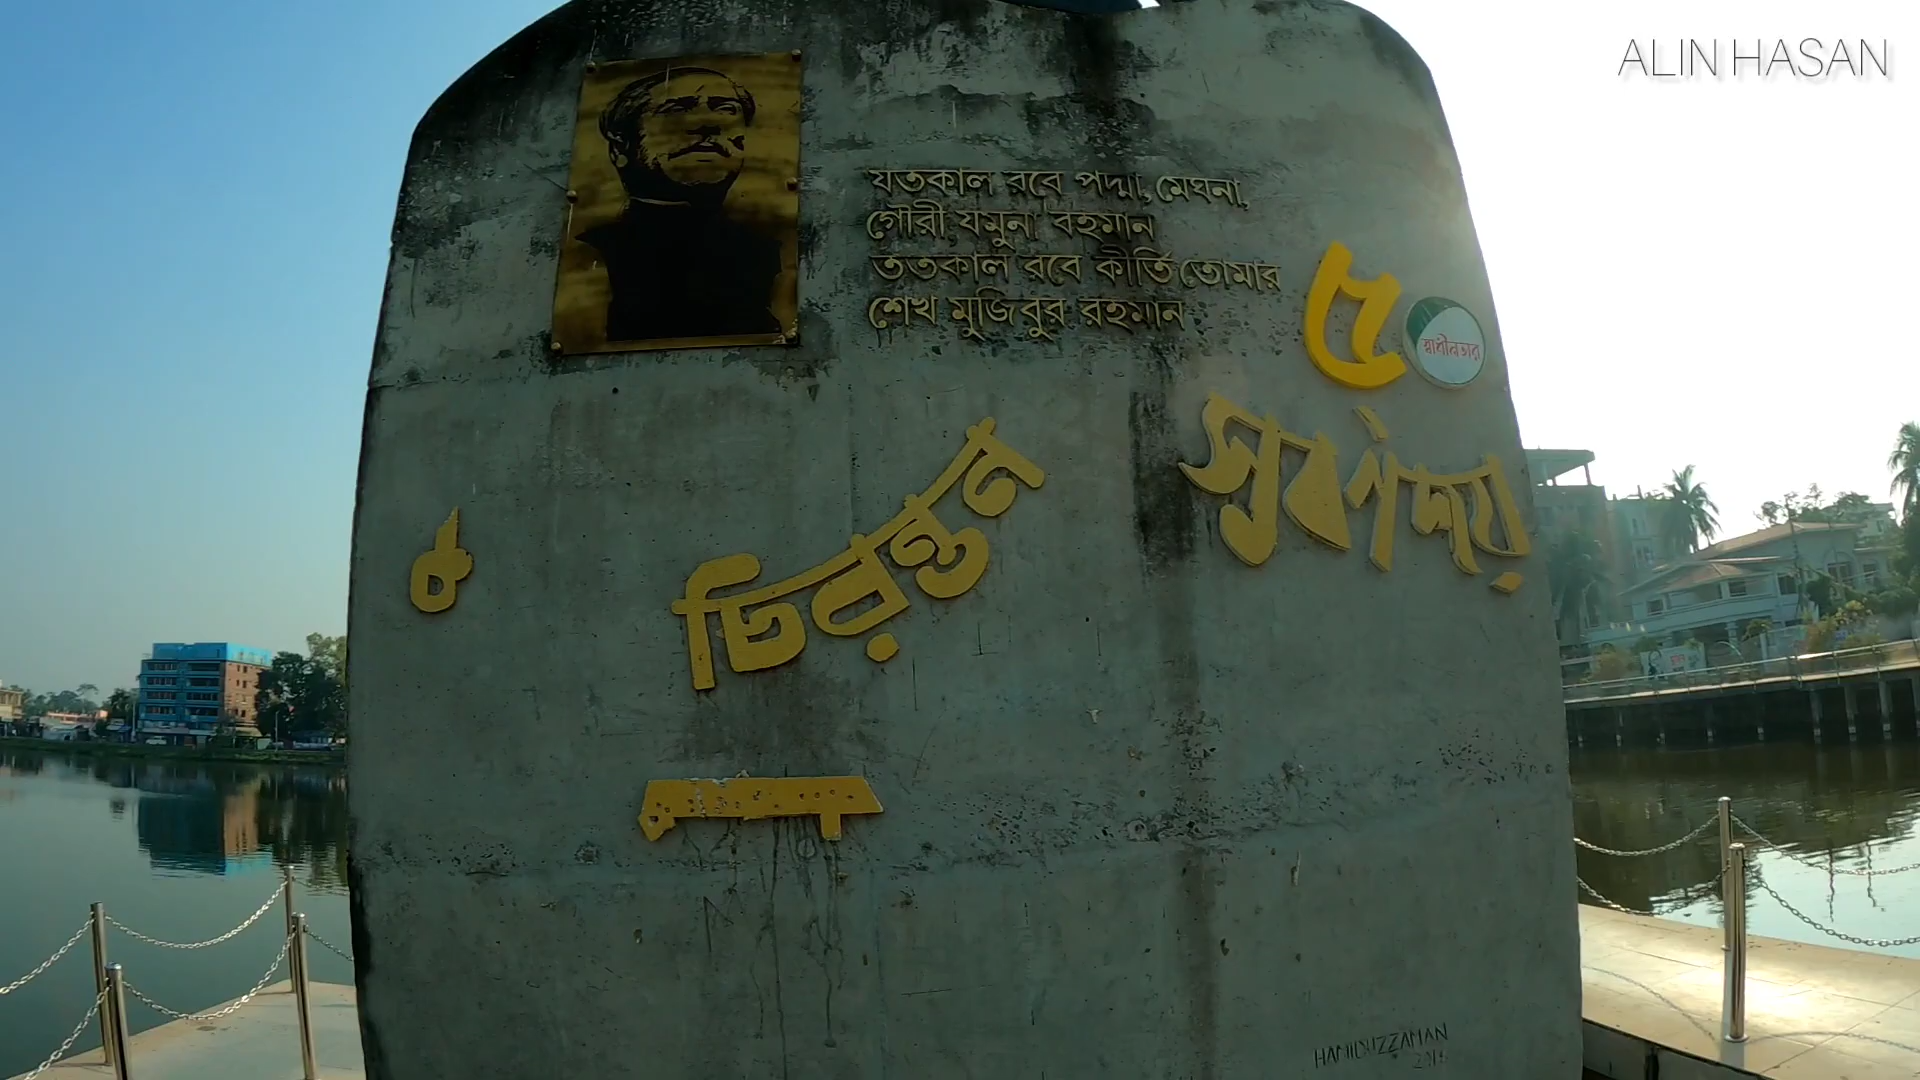 ALIN HASAN
যতকাল রবে পদ্মা, মেঘনা,
গৌরী, যমুনা বহমান
ততকাল রবে কীর্তি তোমার
শেখ মুজিবুর রহমান
৫০
স্বাধীনতার
সুবর্ণজয়
চিরন্তন
HAMIDUZZAMAN